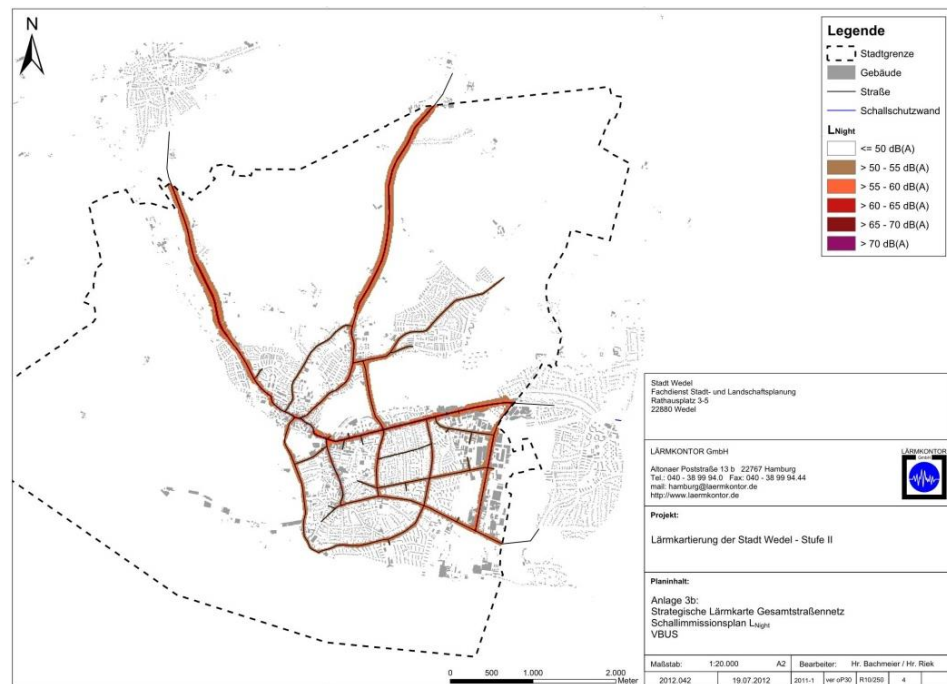 N
Legende
Stadtgrenze
Gebäude
Straße
Schallschutzwand
LNight
<= 50 dB(A)
> 50 - 55 dB(A)
> 55 - 60 dB(A)
> 60 - 65 dB(A)
> 65 - 70 dB(A)
> 70 dB(A)
Stadt Wedel
Fachdienst Stadt- und Landschaftsplanung
Rathausplatz 3-5
22880 Wedel
LÄRMKONTOR GmbH
Altonaer Poststraße 13 b 22767 Hamburg
Tel.: 040 - 38 99 94.0 Fax: 040 - 38 99 94.44
mail: hamburg@laermkontor.de
http://www.laermkontor.de
LÄRMKONTOR
GmbH
Projekt:
Lärmkartierung der Stadt Wedel - Stufe II
Planinhalt:
Anlage 3b:
Strategische Lärmkarte Gesamtstraßennetz
Schallimmissionsplan LNight
VBUS
Maßstab: 1:20.000 A2 Bearbeiter: Hr. Bachmeier / Hr. Riek
2012.042 19.07.2012 2011-1 ver oP30 R10/250 4
0 500 1.000 2.000
Meter